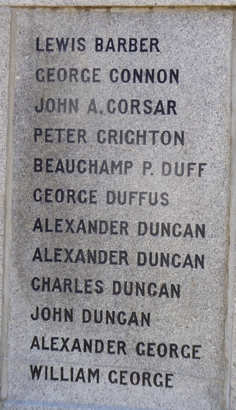 LEWIS BARBER
GEORGE CONNON
JOHN A. CORSAR
PETER CRIGHTON
BEAUCHAMP P. DUFF
GEORGE DUFFUS
ALEXANDER DUNCAN
ALEXANDER DUNCAN
CHARLES DUNCAN
JOHN DUNCAN
ALEXANDER GEORGE
WILLIAM GEORGE